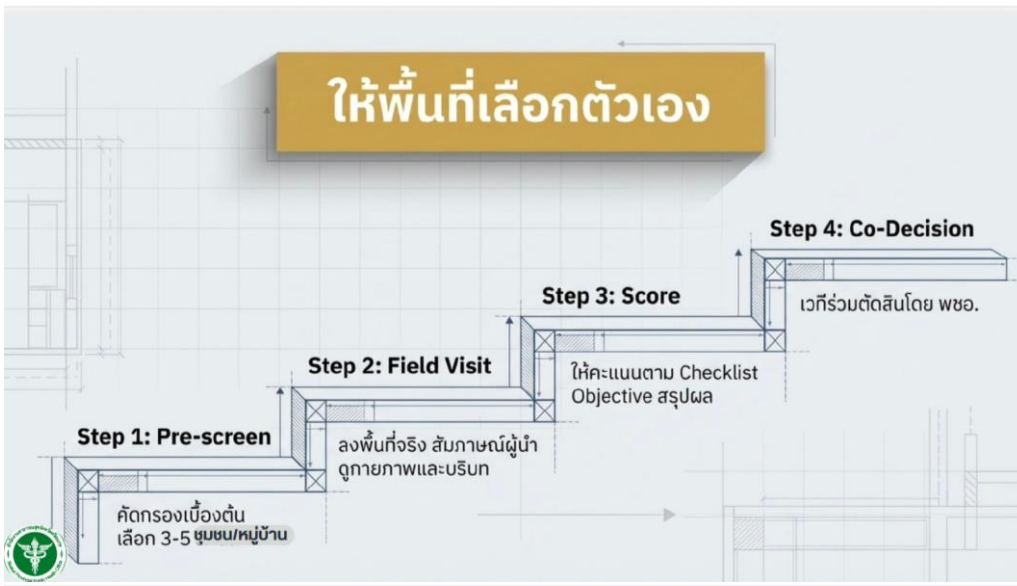 ให้พื้นที่เลือกตัวเอง
Step 4: Co-Decision
เวทีร่วมตัดสินโดย พชอ.
Step 3: Score
ให้คะแนนตาม Checklist
Objective สรุปผล
Step 2: Field Visit
ลงพื้นที่จริง สัมภาษณ์ผู้นำ
ดูกายภาพและบริบท
Step 1: Pre-screen
คัดกรองเบื้องต้น
เลือก 3-5 ชุมชน/หมู่บ้าน